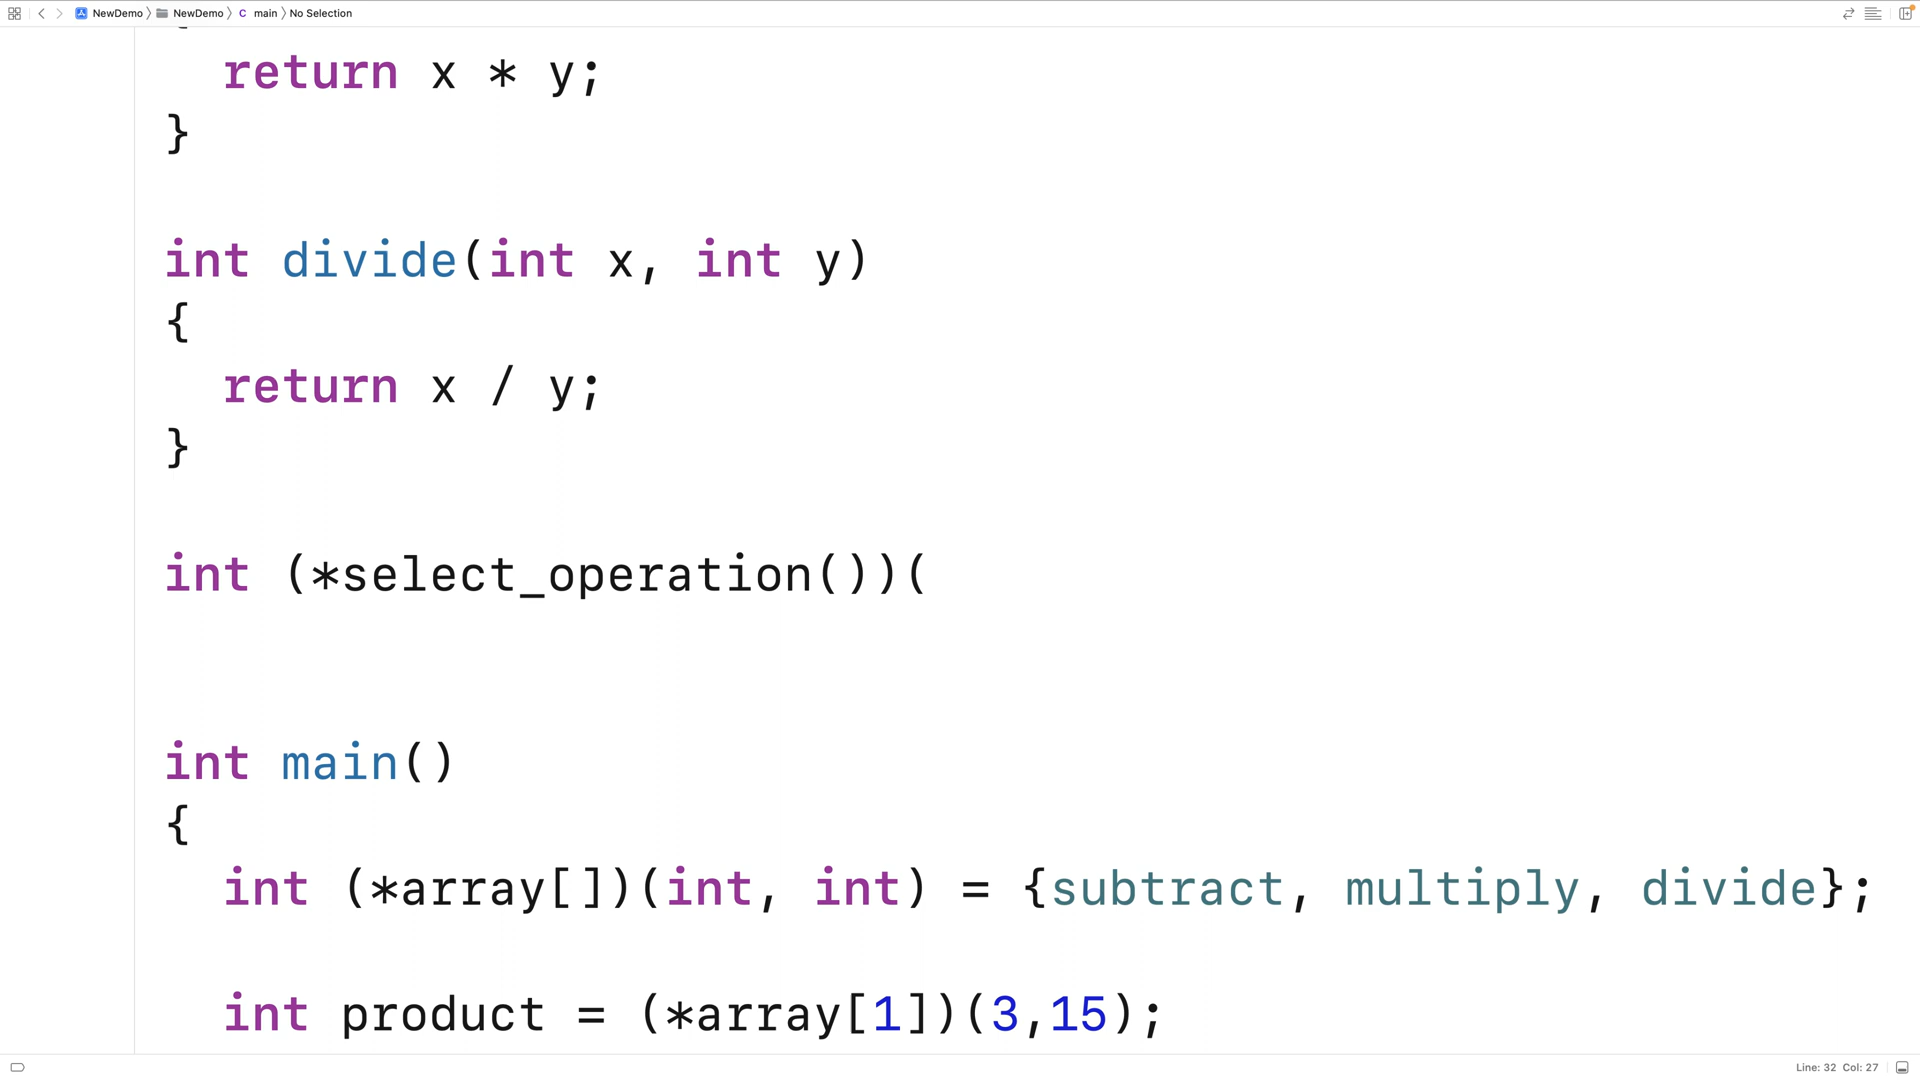 NewDemo NewDemo C main No Selection
return x * y;
}
int divide(int x, int y)
{
return x / y;
}
int (*select_operation())(
int main()
{
int (*array[])(int, int) = {subtract, multiply, divide};
int product = (*array[1])(3,15);
Line: 32 Col: 27